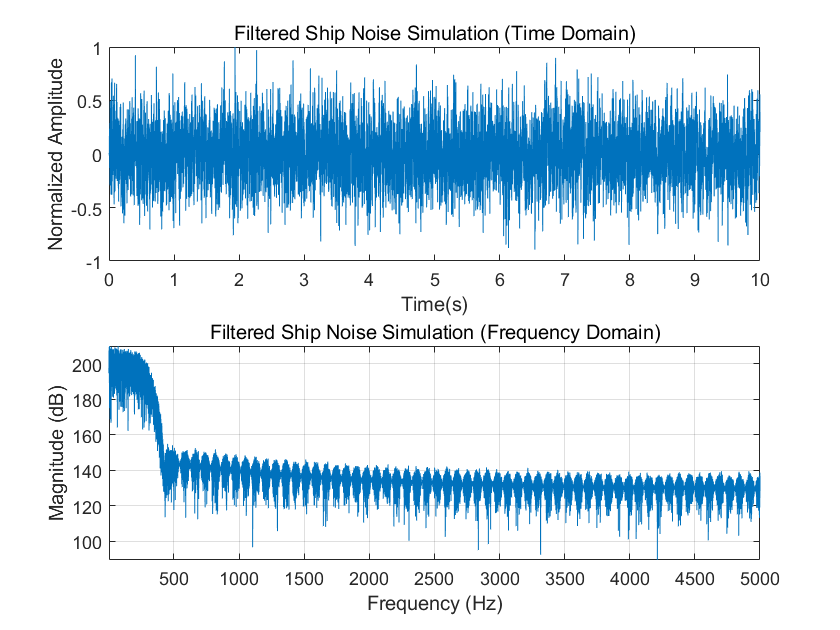 Filtered Ship Noise Simulation (Time Domain)
Normalized Amplitude
1
0.5
0
-0.5
-1
0 1 2 3 4 5 6 7 8 9 10
Time(s)
Filtered Ship Noise Simulation (Frequency Domain)
Magnitude (dB)
200
180
160
140
120
100
500 1000 1500 2000 2500 3000 3500 4000 4500 5000
Frequency (Hz)